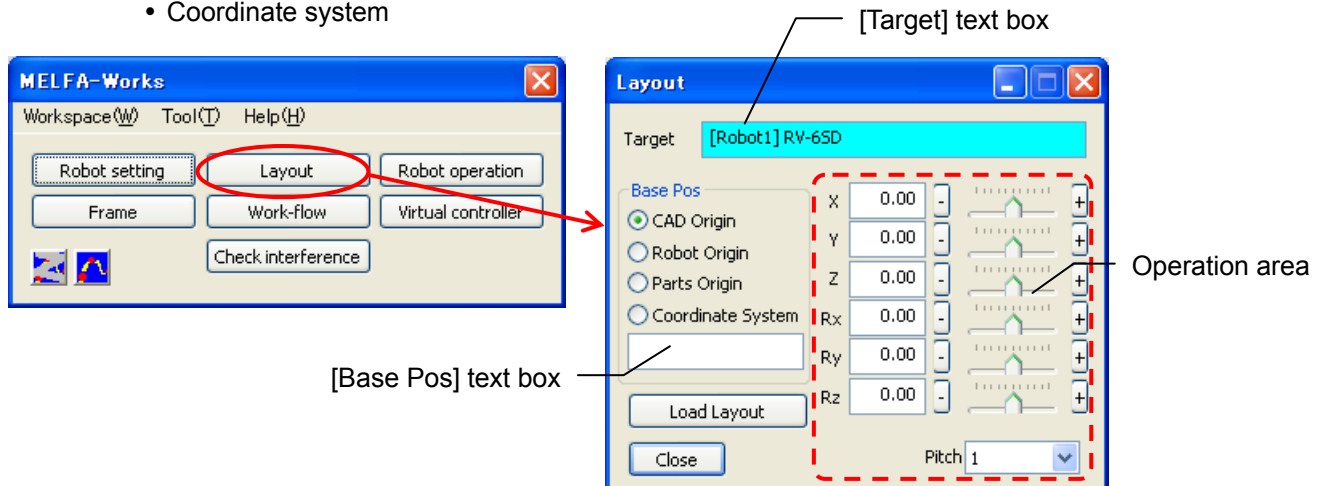 • Coordinate system
[Target] text box
MELFA-Works
Workspace(W) Tool(T) Help(H)
Robot setting Layout Robot operation
Frame Work-flow Virtual controller
Check interference
Layout
Target [Robot1] RV-6SD
Base Pos
CAD Origin
Robot Origin
Parts Origin
Coordinate System
X 0.00 - +
Y 0.00 - +
Z 0.00 - +
Rx 0.00 - +
Ry 0.00 - +
Rz 0.00 - +
Load Layout
Close
Pitch 1
Operation area
[Base Pos] text box